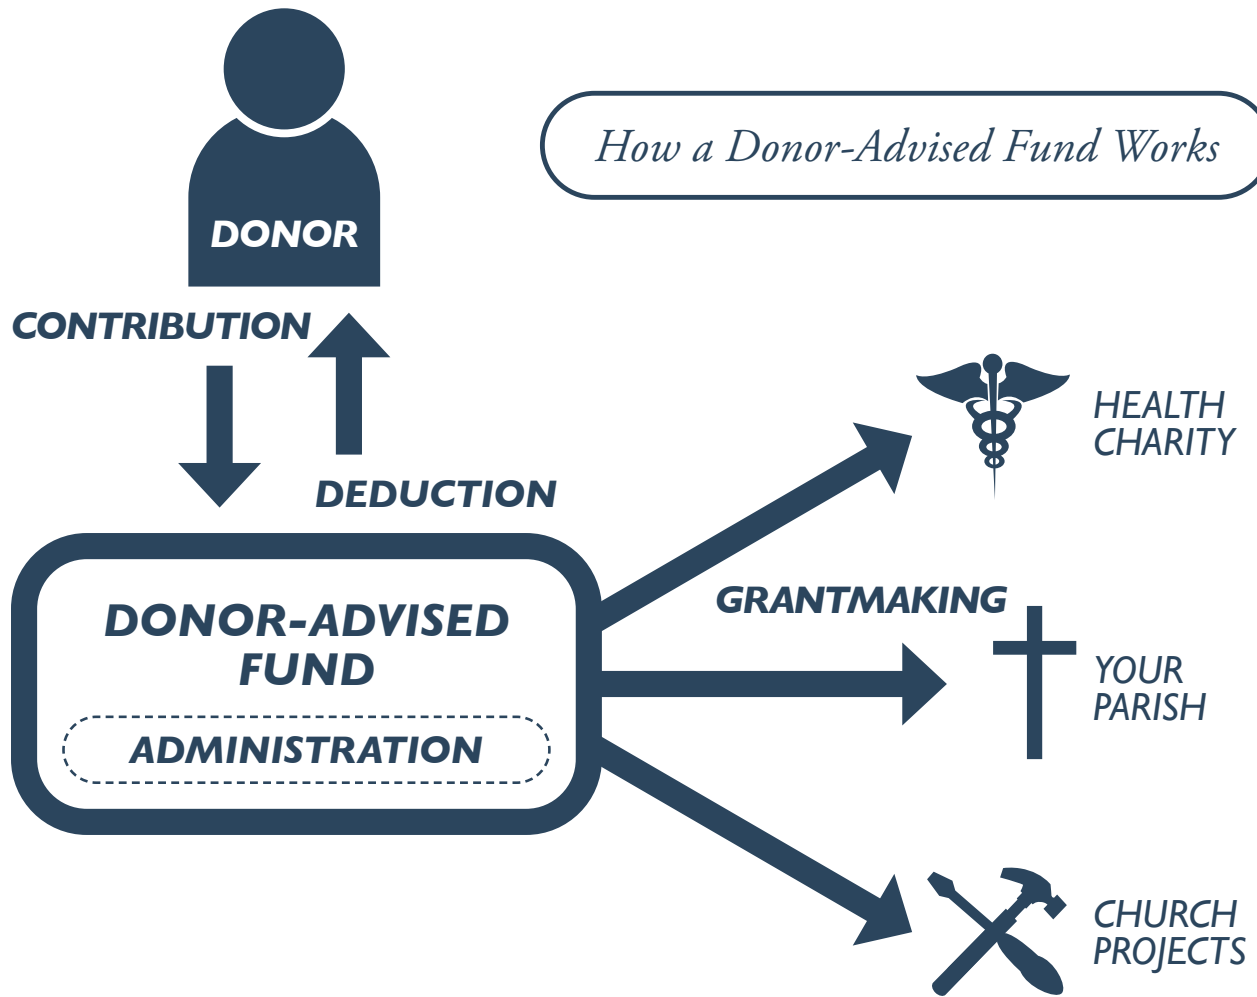 How a Donor-Advised Fund Works
DONOR
CONTRIBUTION
DEDUCTION
DONOR-ADVISED
FUND
ADMINISTRATION
GRANTMAKING
HEALTH
CHARITY
YOUR
PARISH
CHURCH
PROJECTS